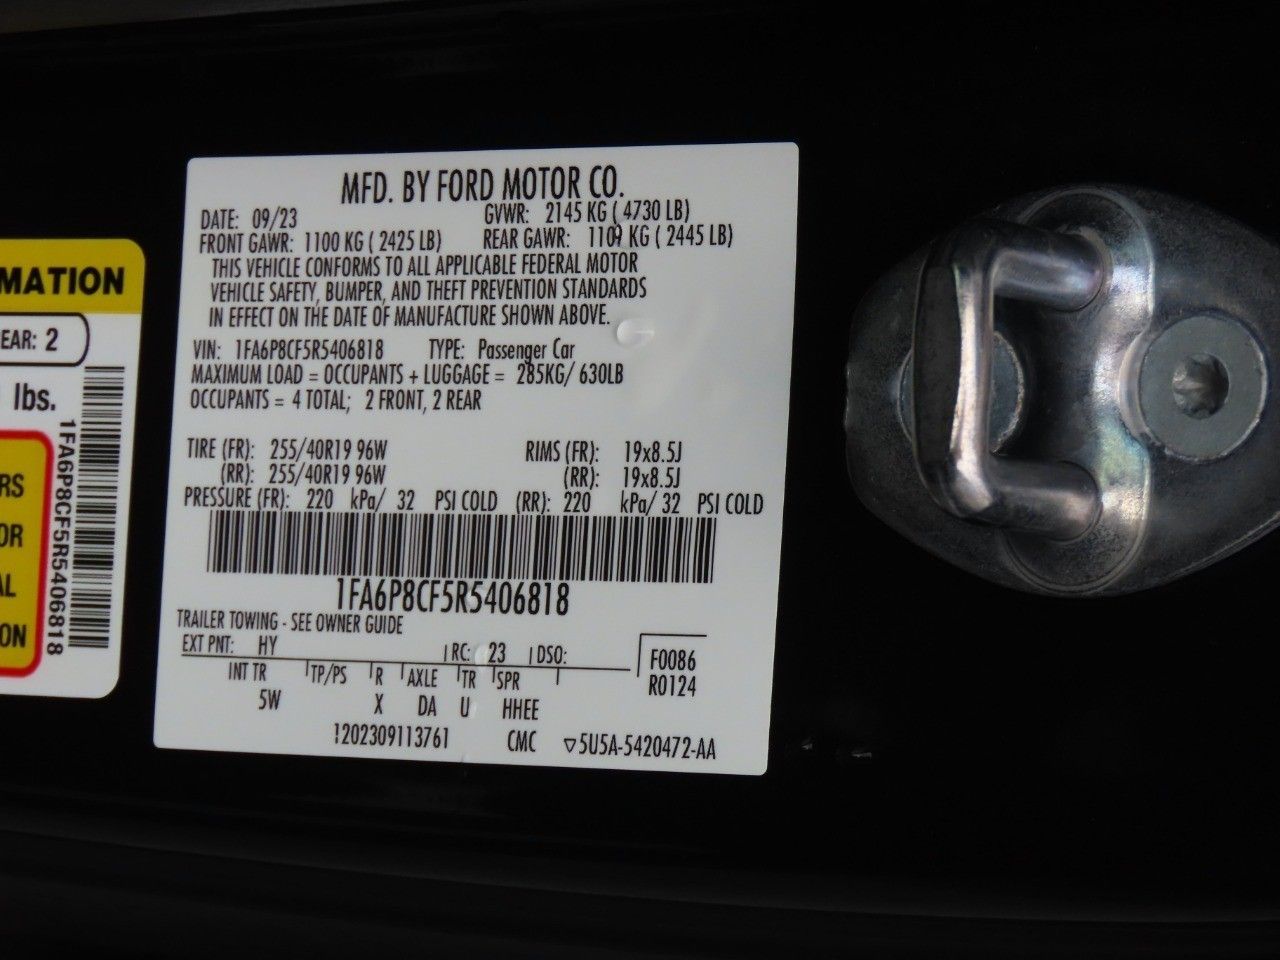 MFD. BY FORD MOTOR CO.
DATE: 09/23 GVWR: 2145 KG ( 4730 LB)
FRONT GAWR: 1100 KG ( 2425 LB) REAR GAWR: 1109 KG ( 2445 LB)
THIS VEHICLE CONFORMS TO ALL APPLICABLE FEDERAL MOTOR
VEHICLE SAFETY, BUMPER, AND THEFT PREVENTION STANDARDS
IN EFFECT ON THE DATE OF MANUFACTURE SHOWN ABOVE.
VIN: 1FA6P8CF5R5406818 TYPE: Passenger Car
MAXIMUM LOAD = OCCUPANTS + LUGGAGE = 285KG/ 630LB
OCCUPANTS = 4 TOTAL; 2 FRONT, 2 REAR
TIRE (FR): 255/40R19 96W RIMS (FR): 19x8.5J
(RR): 255/40R19 96W (RR): 19x8.5J
PRESSURE (FR): 220 kPa/ 32 PSI COLD (RR): 220 kPa/ 32 PSI COLD
1FA6P8CF5R5406818
TRAILER TOWING - SEE OWNER GUIDE
EXT PNT: HY RC: 23 DSO: F0086
R0124
INT TR TP/PS R AXLE TR SPR
5W X DA U HHEE
1202309113761 CMC ▽5U5A-5420472-AA
MATION
EAR: 2
lbs.
1FA6P8CF5R5406818
RS
OR
AL
ON